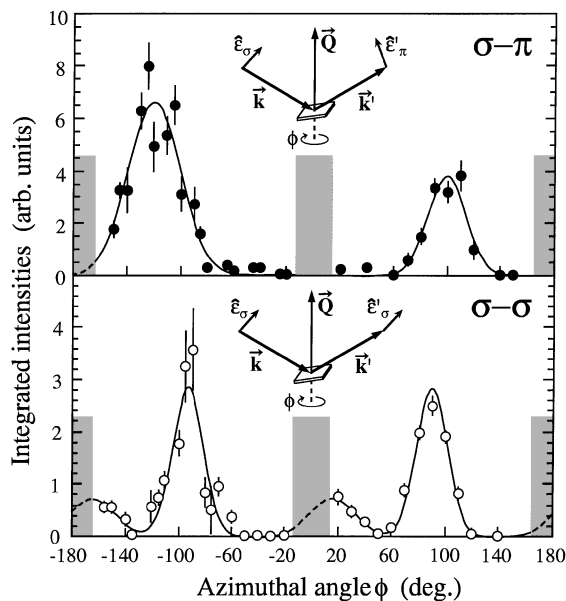 Integrated intensities (arb. units)
10
8
6
4
2
0
ε̂σ
Q⃗
ε̂'π
k⃗
k⃗'
ϕ
σ–π
4
3
2
1
0
ε̂σ
Q⃗
ε̂'σ
k⃗
k⃗'
ϕ
σ–σ
-180 -140 -100 -60 -20 20 60 100 140 180
Azimuthal angle ϕ (deg.)